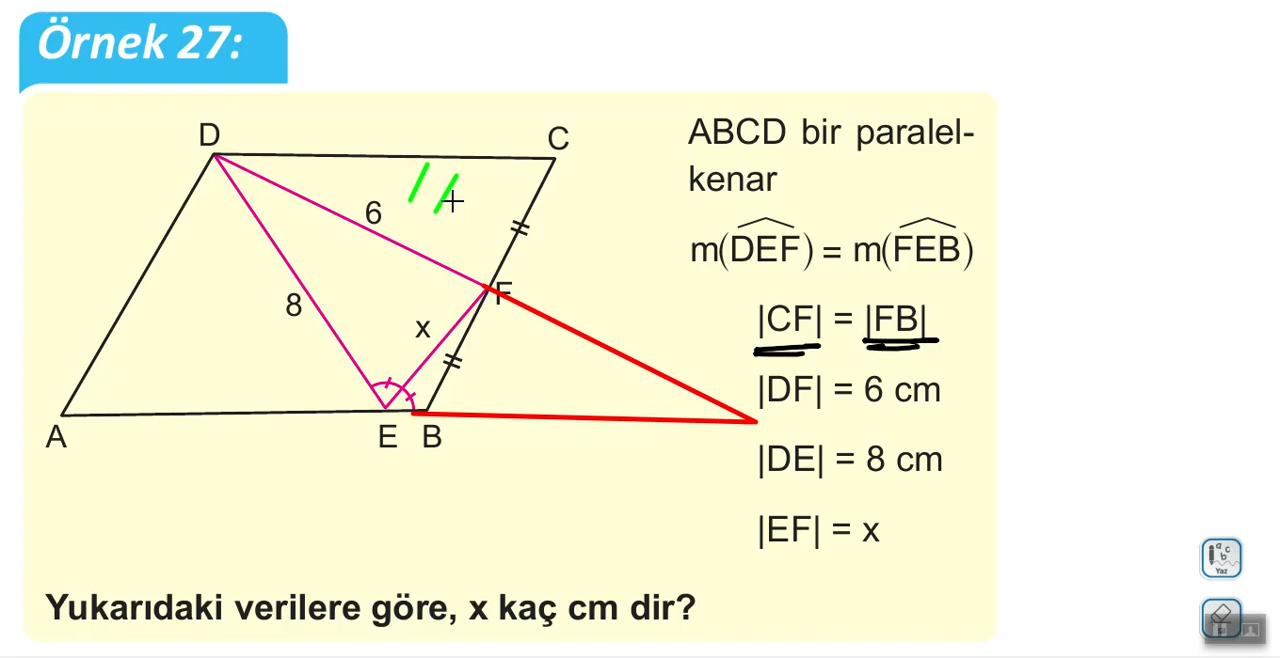 Örnek 27:
D
C
ABCD bir paralel-
kenar
6
m(DEF) = m(FEB)
8
F
x
|CF| = |FB|
|DF| = 6 cm
A
E
B
|DE| = 8 cm
|EF| = x
Yukarıdaki verilere göre, x kaç cm dir?
a
b
c
Yaz